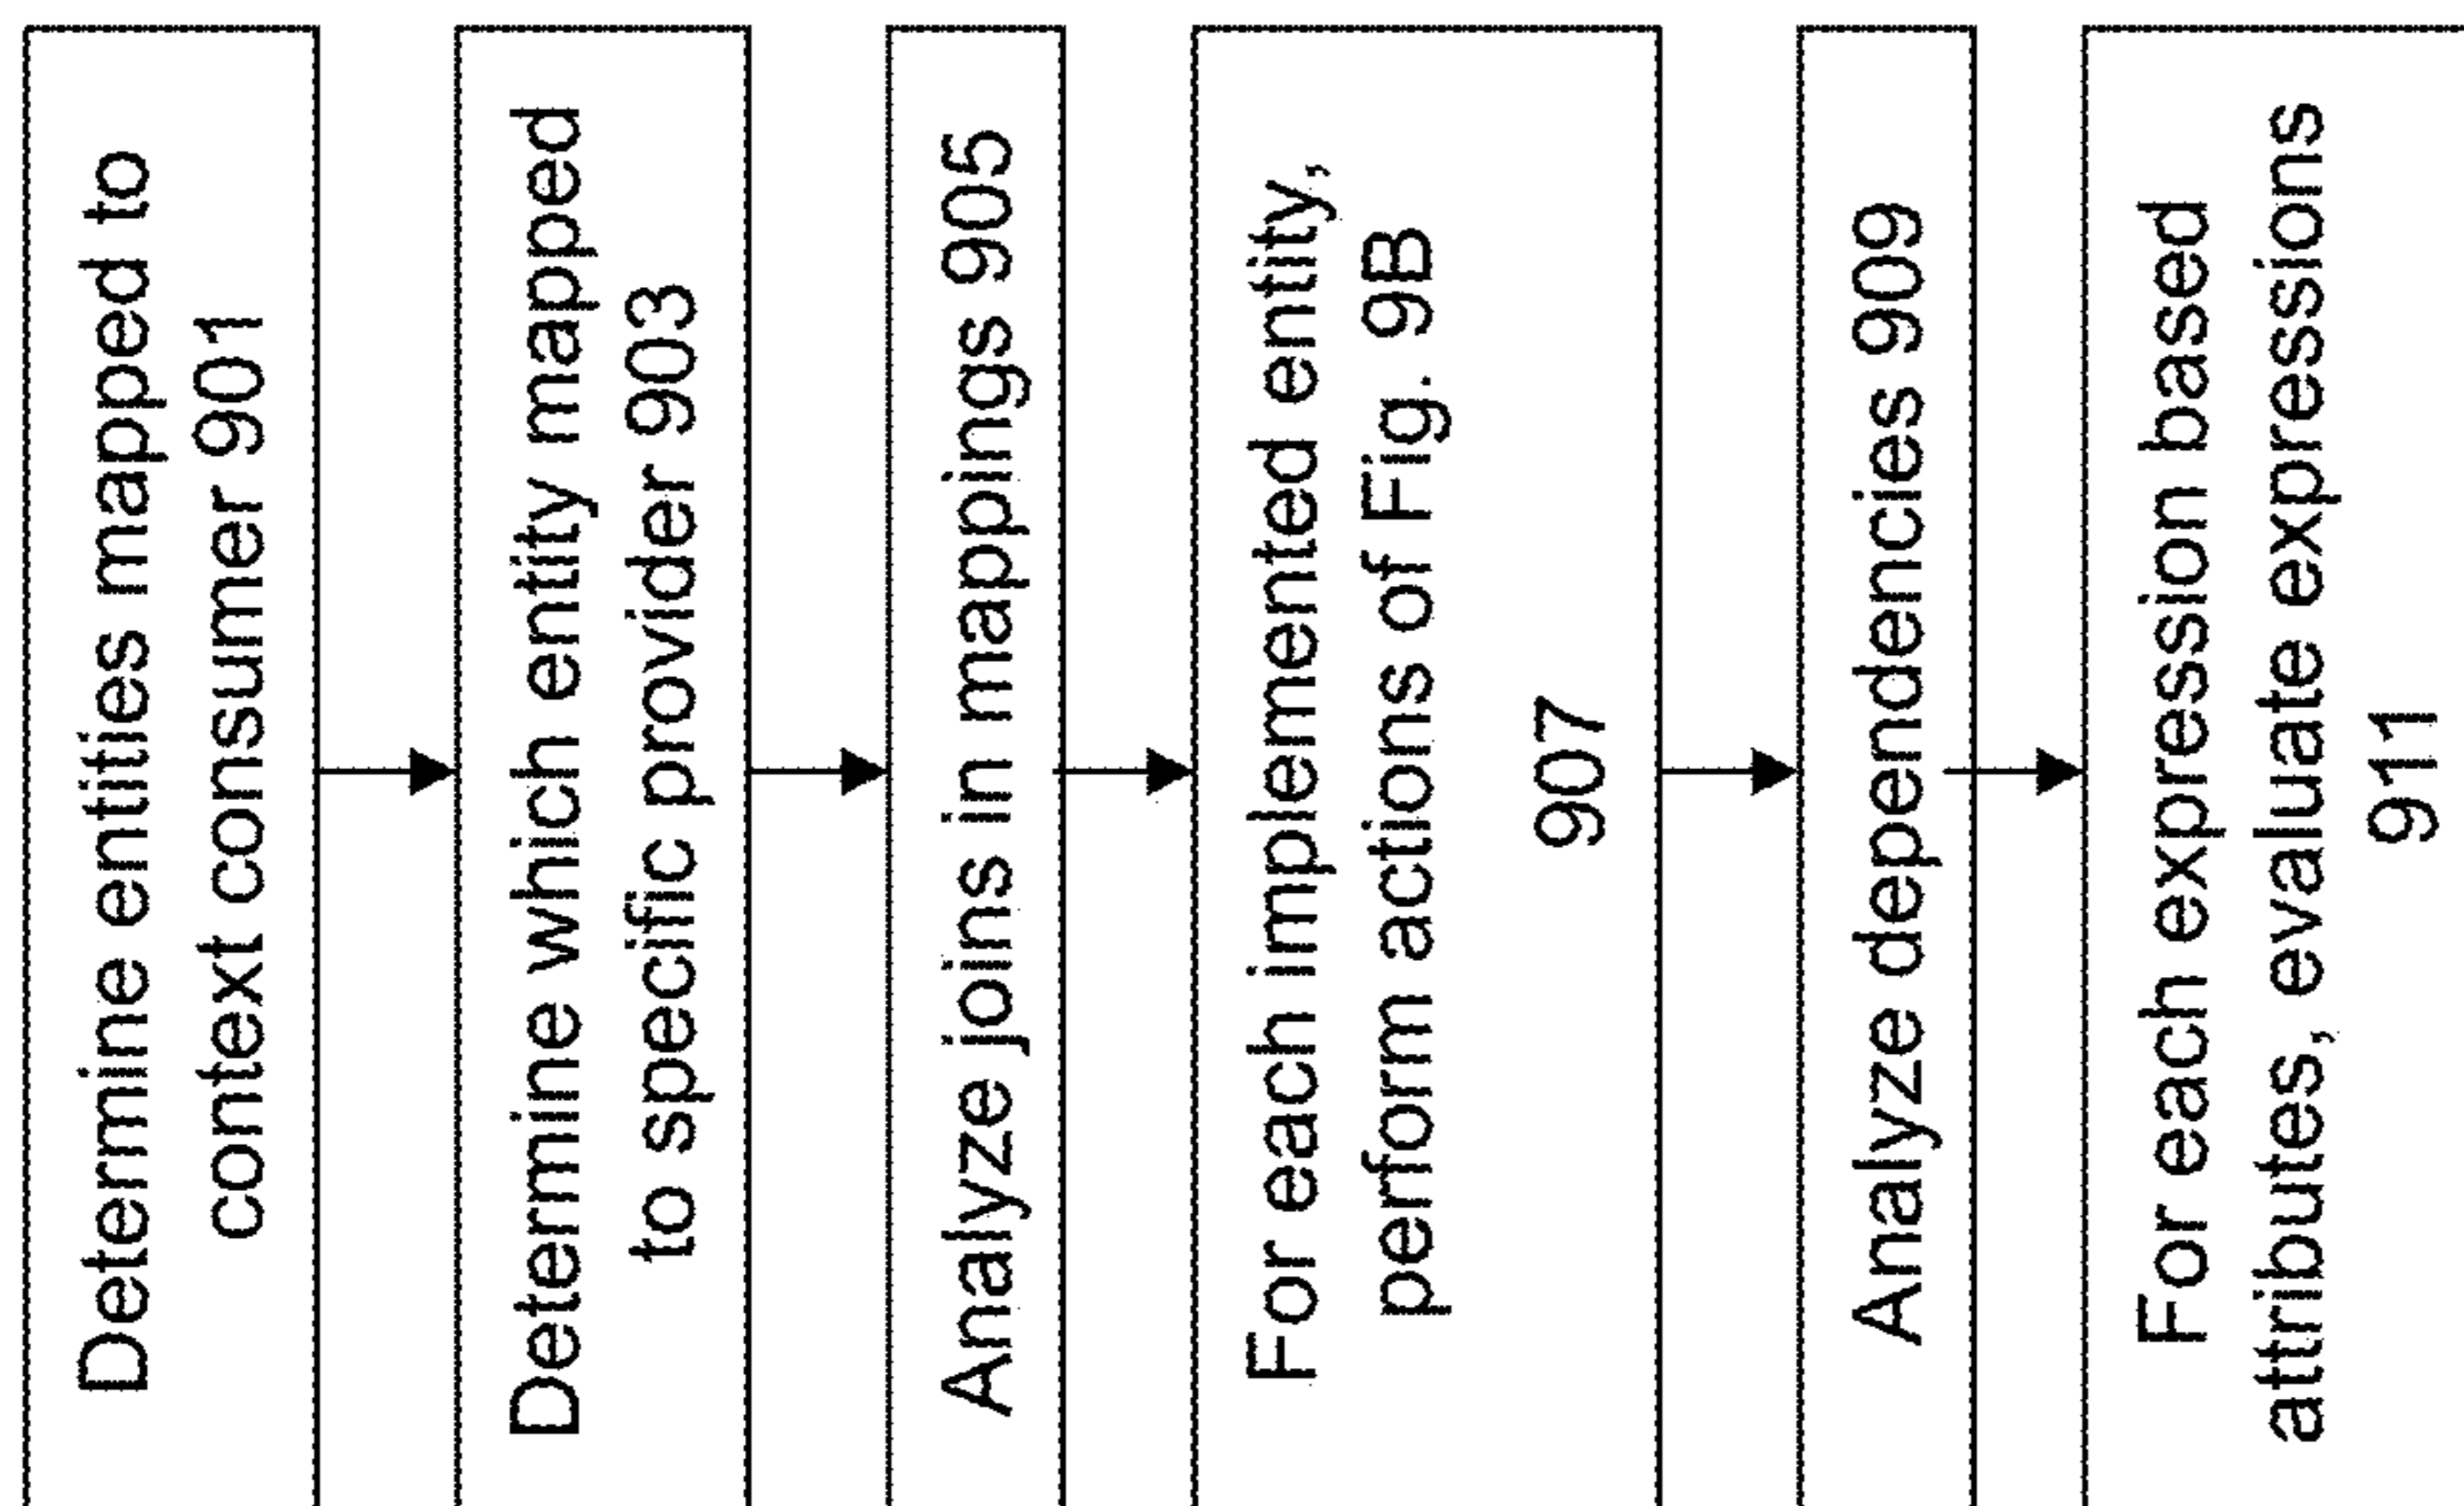 Determine entities mapped to
context consumer 901
Determine which entity mapped
to specific provider 903
Analyze joins in mappings 905
For each implemented entity,
perform actions of Fig. 9B
907
Analyze dependencies 909
For each expression based
attributes, evaluate expressions
911